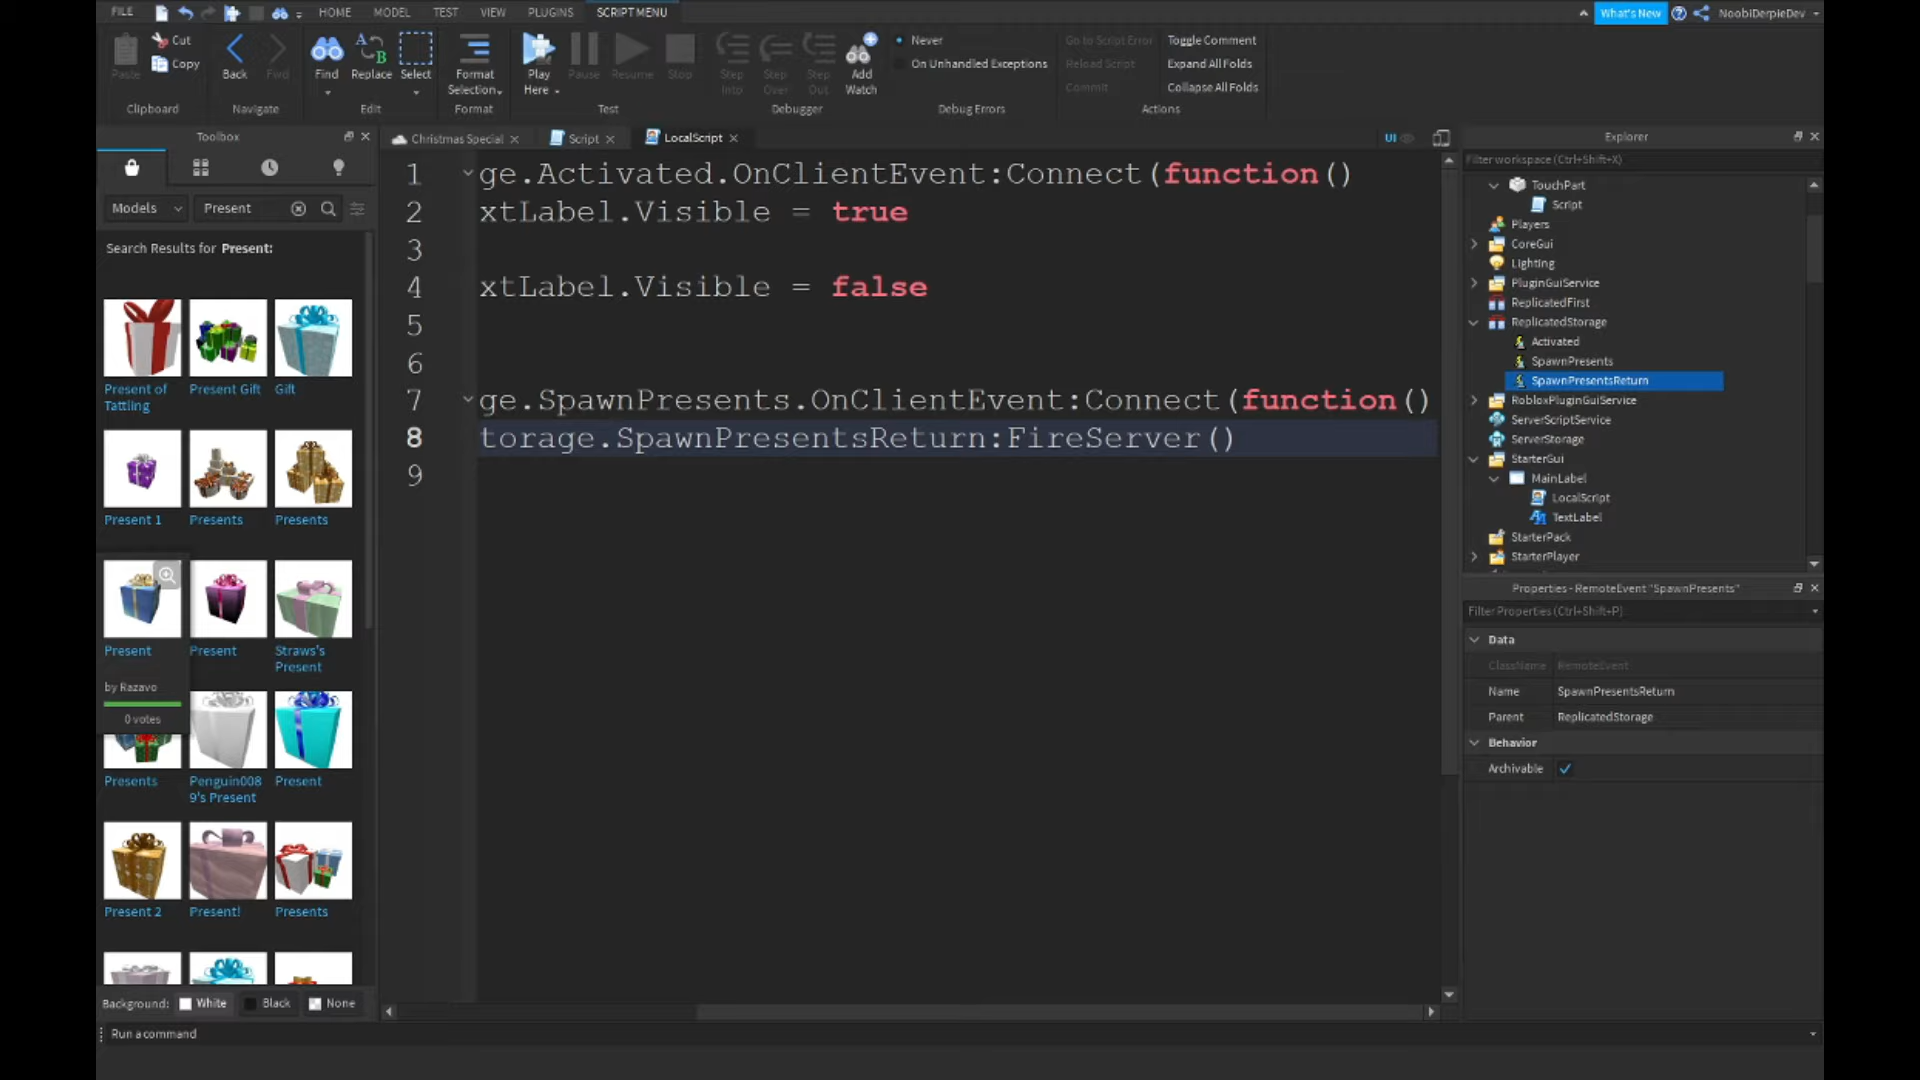 FILE HOME MODEL TEST VIEW PLUGINS SCRIPT MENU What's New NoobiDerpieDev
Paste Cut Copy Clipboard
Back Fwd Navigate
Find Replace Select Edit
Format Selection Format
Play Here Pause Resume Stop Test
Step Into Step Over Step Out Add Watch Debugger
Never
On Unhandled Exceptions
Debug Errors
Go to Script Error Toggle Comment
Reload Script Expand All Folds
Commit Collapse All Folds
Actions
Toolbox
Models Present
Search Results for Present:
Present of Tattling
Present Gift
Gift
Present 1
Presents
Presents
Present
by Razavo
0 votes
Present
Straws's Present
Presents
Penguin0089's Present
Present
Present 2
Present!
Presents
Background: White Black None
Run a command
Christmas Special Script LocalScript UI
1 ge.Activated.OnClientEvent:Connect(function()
2 xtLabel.Visible = true
3
4 xtLabel.Visible = false
5
6
7 ge.SpawnPresents.OnClientEvent:Connect(function()
8 torage.SpawnPresentsReturn:FireServer()
9
Explorer
Filter workspace (Ctrl+Shift+X)
TouchPart
Script
Players
CoreGui
Lighting
PluginGuiService
ReplicatedFirst
ReplicatedStorage
Activated
SpawnPresents
SpawnPresentsReturn
RobloxPluginGuiService
ServerScriptService
ServerStorage
StarterGui
MainLabel
LocalScript
TextLabel
StarterPack
StarterPlayer
Properties - RemoteEvent "SpawnPresents"
Filter Properties (Ctrl+Shift+P)
Data
ClassName RemoteEvent
Name SpawnPresentsReturn
Parent ReplicatedStorage
Behavior
Archivable